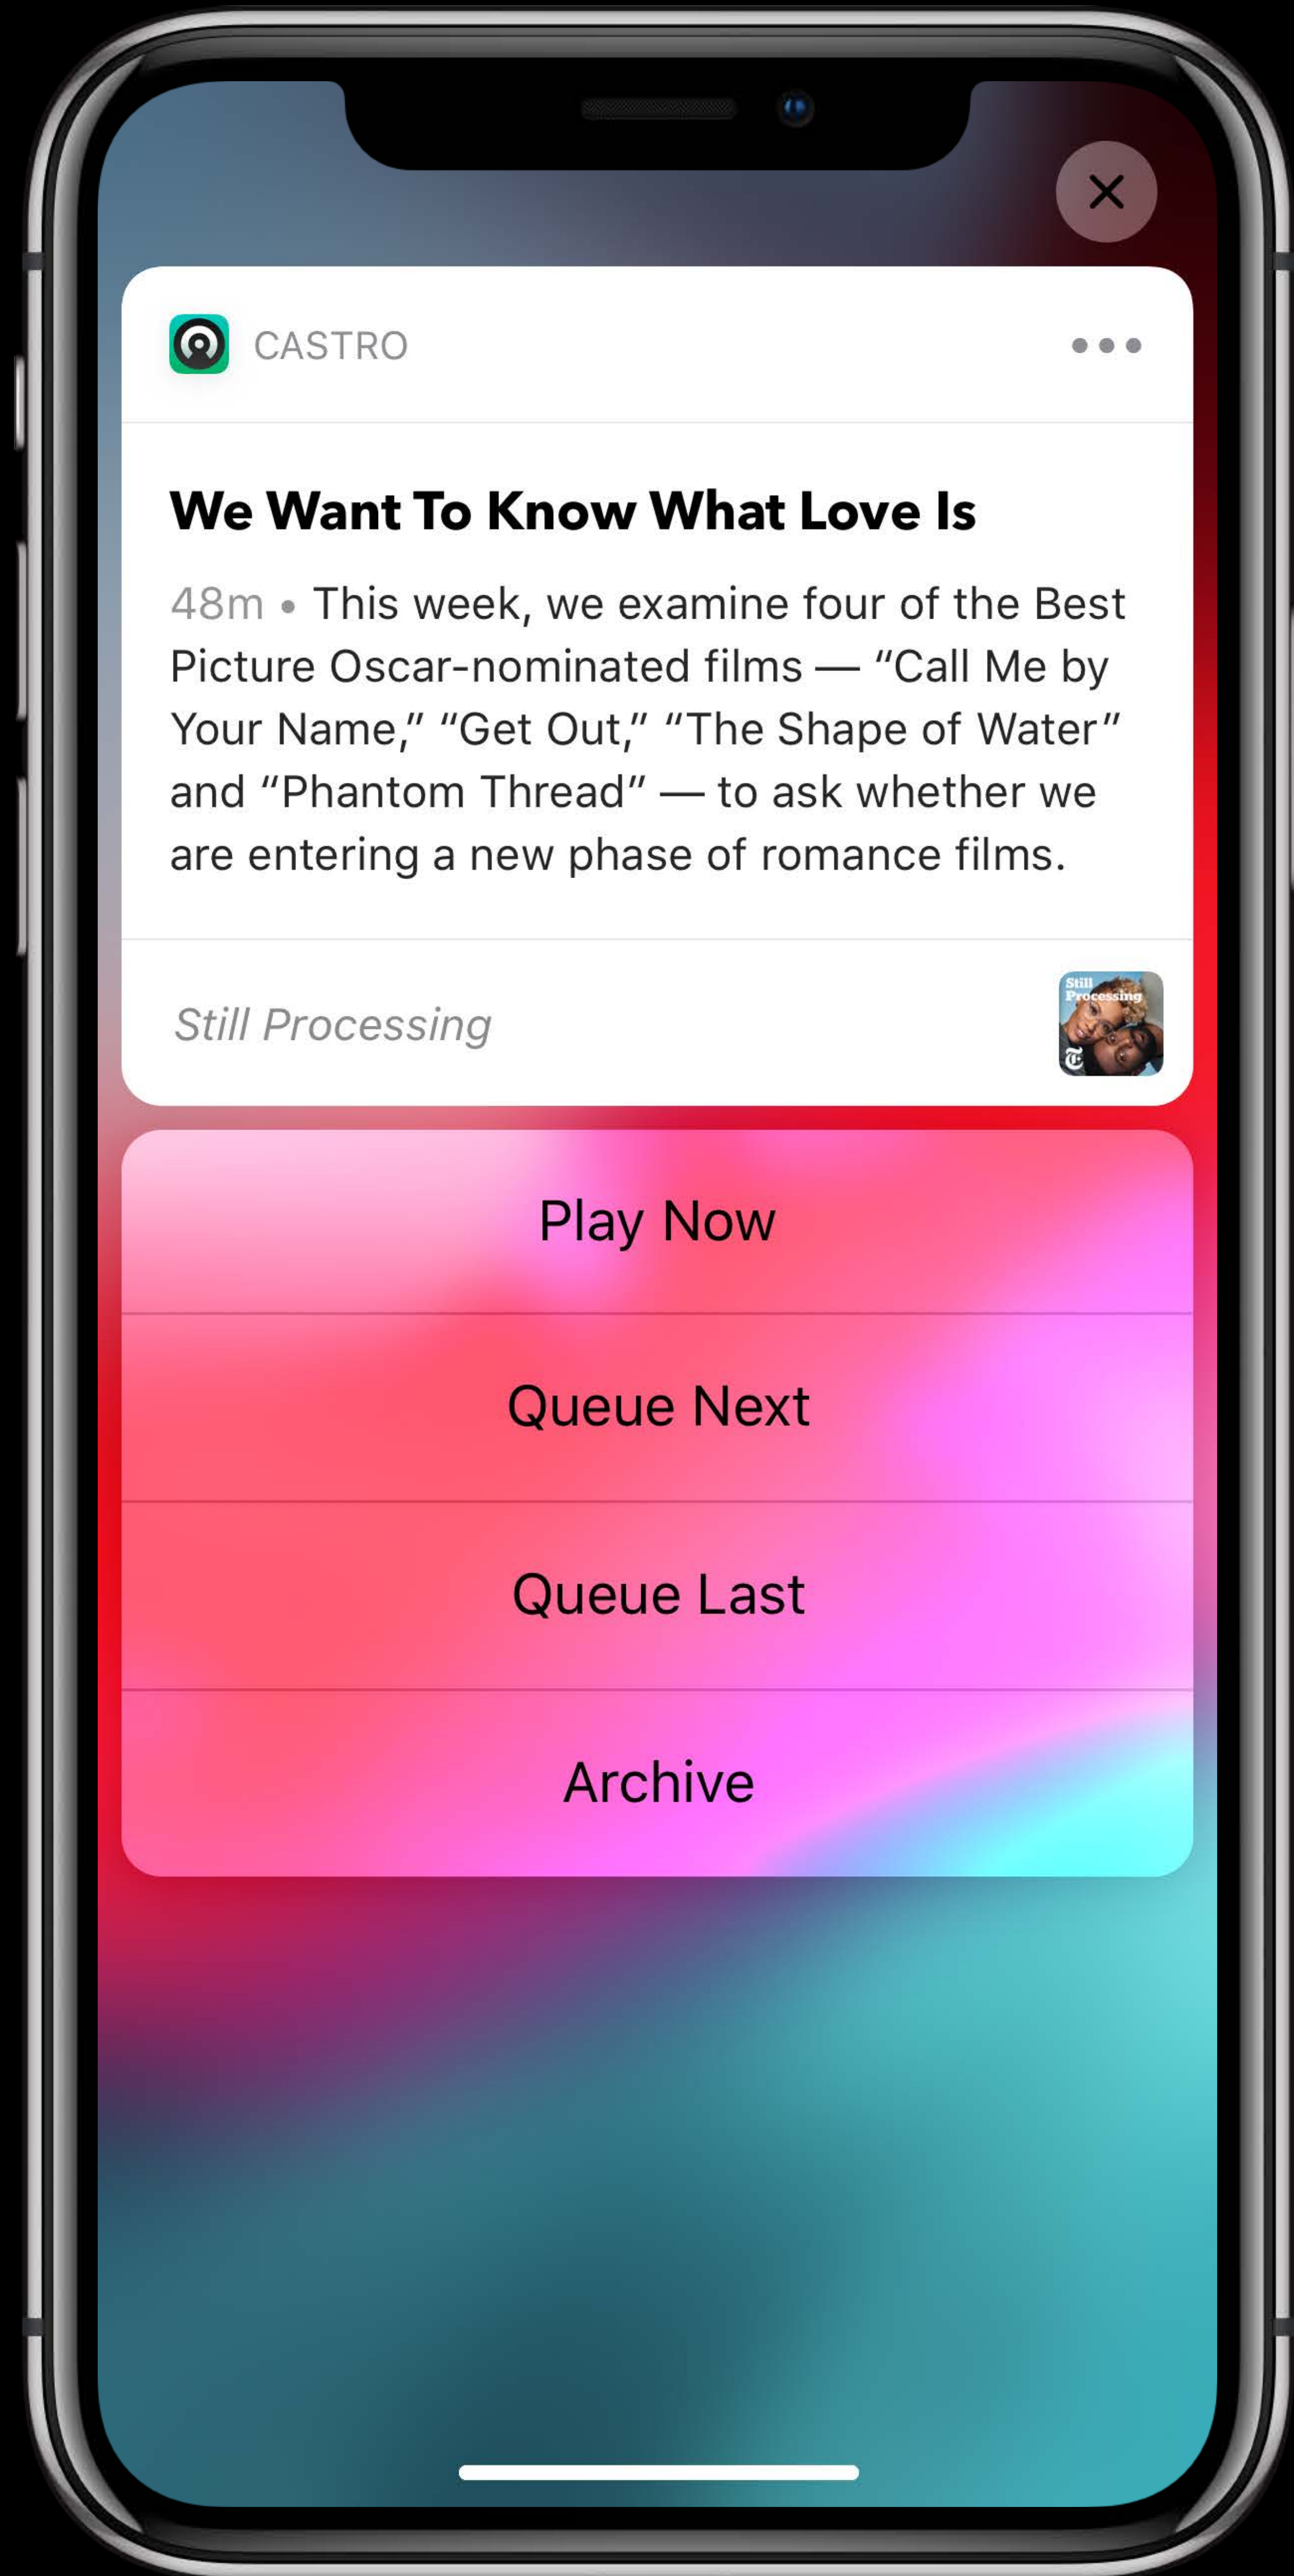 CASTRO
We Want To Know What Love Is
48m • This week, we examine four of the Best
Picture Oscar-nominated films — “Call Me by
Your Name,” “Get Out,” “The Shape of Water”
and “Phantom Thread” — to ask whether we
are entering a new phase of romance films.
Still Processing
Still
Processing
T
Play Now
Queue Next
Queue Last
Archive